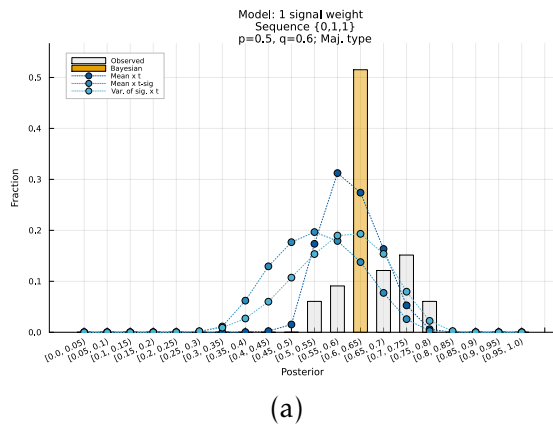 Model: 1 signal weight
Sequence {0,1,1}
p=0.5, q=0.6; Maj. type
Observed
Bayesian
Mean x t
Mean x t-sig
Var. of sig. x t
Fraction
0.5
0.4
0.3
0.2
0.1
0.0
[0.0, 0.05)
[0.05, 0.1)
[0.1, 0.15)
[0.15, 0.2)
[0.2, 0.25)
[0.25, 0.3)
[0.3, 0.35)
[0.35, 0.4)
[0.4, 0.45)
[0.45, 0.5)
[0.5, 0.55)
[0.55, 0.6)
[0.6, 0.65)
[0.65, 0.7)
[0.7, 0.75)
[0.75, 0.8)
[0.8, 0.85)
[0.85, 0.9)
[0.9, 0.95)
[0.95, 1.0)
Posterior
(a)